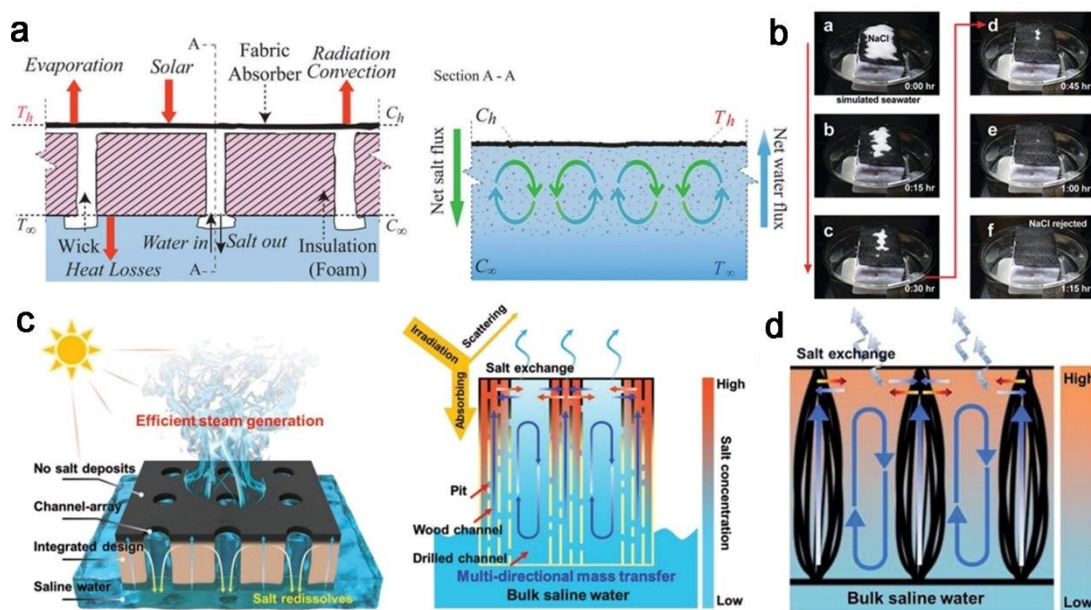 a
A
A
Evaporation
Solar
Fabric
Absorber
Radiation
Convection
Th
Ch
T∞
C∞
Wick
Heat Losses
Water in
Salt out
A
Insulation
(Foam)
Section A - A
Ch
Th
Net salt flux
Net water flux
C∞
T∞
b
a
NaCl
0:00 hr
simulated seawater
b
0:15 hr
c
0:30 hr
d
0:45 hr
e
1:00 hr
f
NaCl rejected
1:15 hr
c
Efficient steam generation
No salt deposits
Channel-array
Integrated design
Saline water
Salt redissolves
Irradiation
Scattering
Absorbing
Salt exchange
Pit
Wood channel
Drilled channel
Multi-directional mass transfer
Bulk saline water
High
Salt concentration
Low
d
Salt exchange
Bulk saline water
High
Low